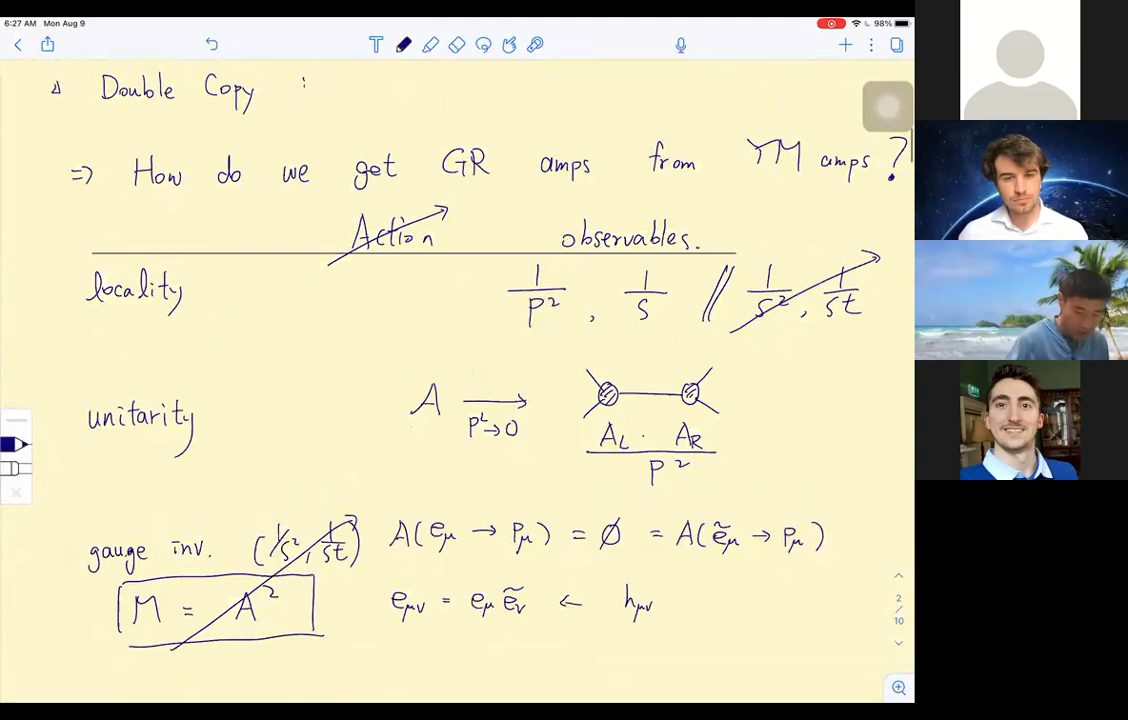 6:27 AM Mon Aug 9 98%
Δ Double Copy :
⇒ How do we get GR amps from YM amps?
Action observables.
locality 1/P², 1/S // 1/S², 1/St
unitarity A →(P²→0) A_L · A_R / P²
gauge inv. (1/S², 1/St) A(e_μ → P_μ) = ∅ = A(ẽ_μ → P_μ)
M = A² e_μν = e_μ ẽ_ν ← h_μν
2 / 10